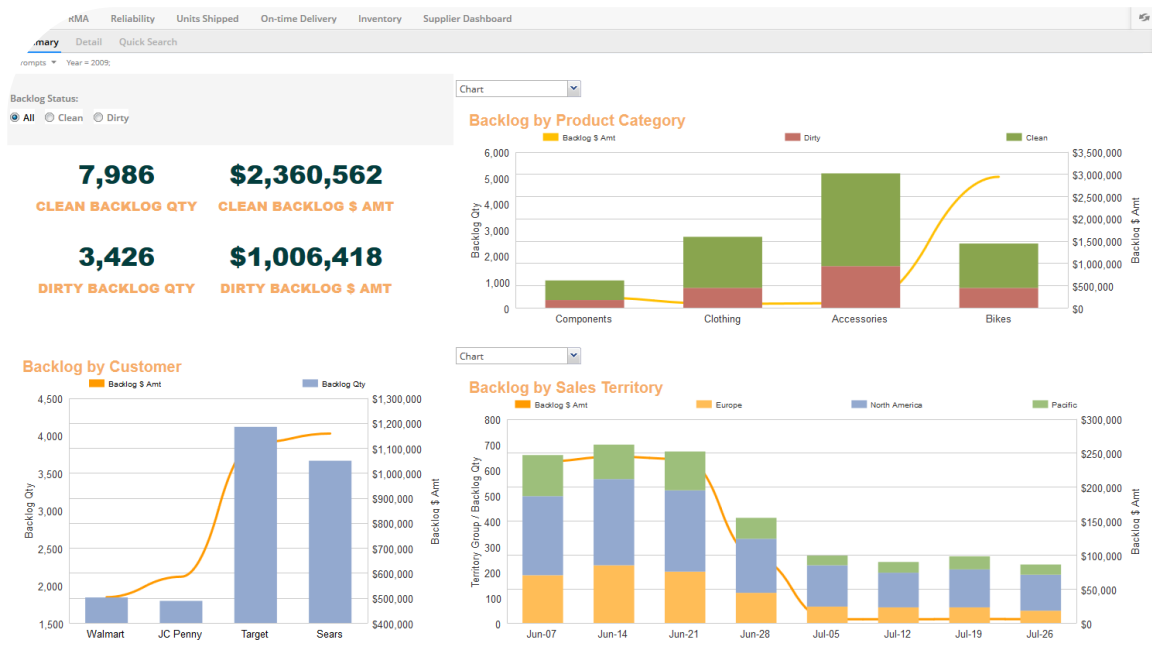 RMA Reliability Units Shipped On-time Delivery Inventory Supplier Dashboard
Detail Quick Search
Year = 2009;
Backlog Status:
All Clean Dirty
7,986 $2,360,562
CLEAN BACKLOG QTY CLEAN BACKLOG $ AMT
3,426 $1,006,418
DIRTY BACKLOG QTY DIRTY BACKLOG $ AMT
Chart
Backlog by Product Category
Backlog $ Amt Dirty Clean
Backlog Qty
6,000
5,000
4,000
3,000
2,000
1,000
0
$3,500,000
$3,000,000
$2,500,000
$2,000,000
$1,500,000
$1,000,000
$500,000
$0
Backlog $ Amt
Components Clothing Accessories Bikes
Backlog by Customer
Backlog $ Amt Backlog Qty
Backlog Qty
4,500
4,000
3,500
3,000
2,500
2,000
1,500
$1,300,000
$1,200,000
$1,100,000
$1,000,000
$900,000
$800,000
$700,000
$600,000
$500,000
$400,000
Backlog $ Amt
Walmart JC Penny Target Sears
Chart
Backlog by Sales Territory
Backlog $ Amt Europe North America Pacific
Territory Group / Backlog Qty
800
700
600
500
400
300
200
100
0
$300,000
$250,000
$200,000
$150,000
$100,000
$50,000
$0
Backlog $ Amt
Jun-07 Jun-14 Jun-21 Jun-28 Jul-05 Jul-12 Jul-19 Jul-26